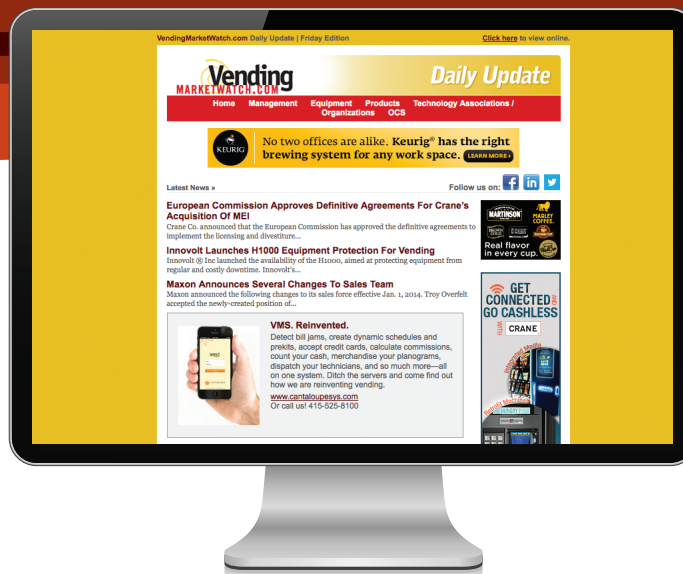 VendingMarketWatch.com Daily Update | Friday Edition
Click here to view online.
Vending
MARKETWATCH.COM
Daily Update
Home Management Equipment Products Technology Associations /
Organizations OCS
KEURIG
No two offices are alike. Keurig® has the right
brewing system for any work space. LEARN MORE
Latest News »
Follow us on:
European Commission Approves Definitive Agreements For Crane's
Acquisition Of MEI
Crane Co. announced that the European Commission has approved the definitive agreements to
implement the licensing and divestiture...
Innovolt Launches H1000 Equipment Protection For Vending
Innovolt ® Inc launched the availability of the H1000, aimed at protecting equipment from
regular and costly downtime. Innovolt's...
Maxon Announces Several Changes To Sales Team
Maxon announced the following changes to its sales force effective Jan. 1, 2014. Troy Overfelt
accepted the newly-created position of...
VMS. Reinvented.
Detect bill jams, create dynamic schedules and
prekits, accept credit cards, calculate commissions,
count your cash, merchandise your planograms,
dispatch your technicians, and so much more—all
on one system. Ditch the servers and come find out
how we are reinventing vending.
www.cantaloupesys.com
Or call us! 415-525-8100
MARTINSON
MARLEY
COFFEE.
Real flavor
in every cup.
GET
CONNECTED
AND
GO CASHLESS
WITH
CRANE
Integrated Media